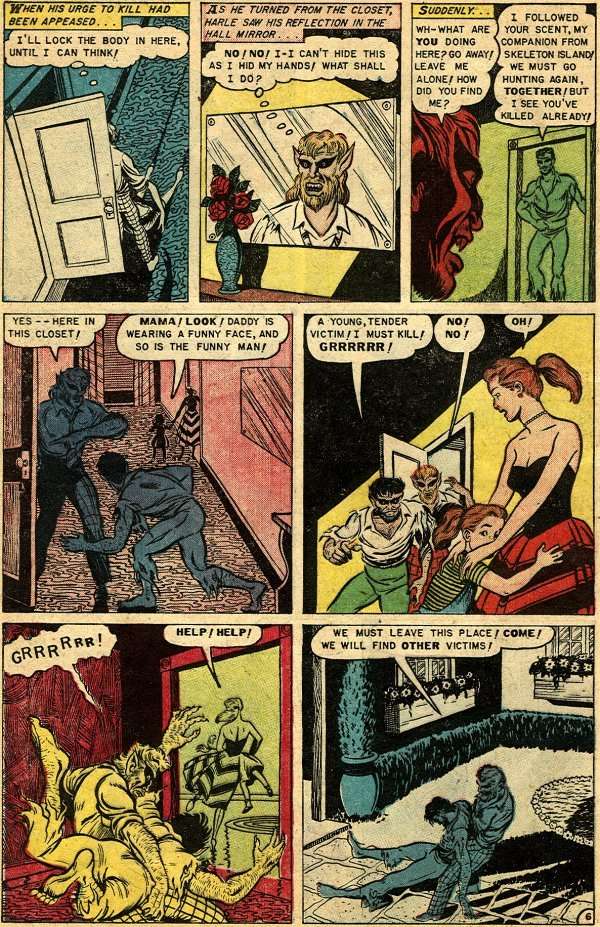 WHEN HIS URGE TO KILL HAD
BEEN APPEASED...
I'LL LOCK THE BODY IN HERE,
UNTIL I CAN THINK!
AS HE TURNED FROM THE CLOSET,
HARLE SAW HIS REFLECTION IN THE
HALL MIRROR...
NO! NO! I-I CAN'T HIDE THIS
AS I HID MY HANDS! WHAT SHALL
I DO?
SUDDENLY...
WH-WHAT ARE
YOU DOING
HERE? GO AWAY!
LEAVE ME
ALONE! HOW
DID YOU FIND
ME?
I FOLLOWED
YOUR SCENT, MY
COMPANION FROM
SKELETON ISLAND!
WE MUST GO
HUNTING AGAIN,
TOGETHER! BUT
I SEE YOU'VE
KILLED ALREADY!
YES -- HERE IN
THIS CLOSET!
MAMA! LOOK! DADDY IS
WEARING A FUNNY FACE, AND
SO IS THE FUNNY MAN!
A YOUNG, TENDER
VICTIM! I MUST KILL!
GRRRRRR!
NO!
NO!
OH!
GRRRRRRR!
HELP! HELP!
WE MUST LEAVE THIS PLACE! COME!
WE WILL FIND OTHER VICTIMS!
6